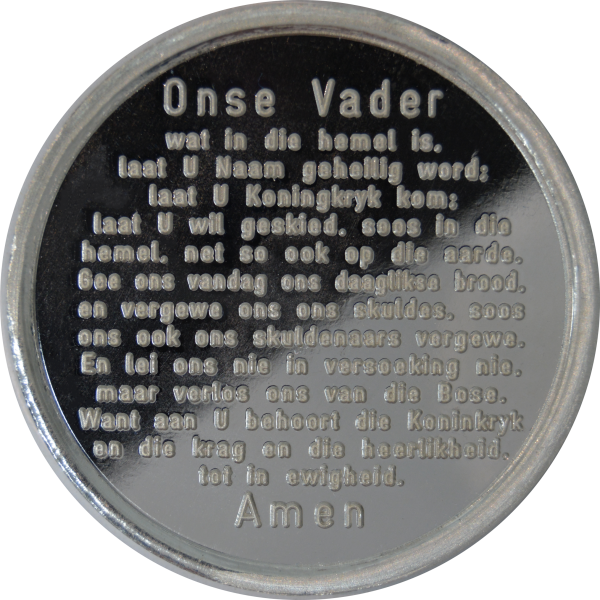 Onse Vader
wat in die hemel is,
laat U Naam geheilig word;
laat U Koningkryk kom;
laat U wil geskied, soos in die
hemel, net so ook op die aarde.
Gee ons vandag ons daaglikse brood,
en vergewe ons ons skuldes, soos
ons ook ons skuldenaars vergewe.
En lei ons nie in versoeking nie,
maar verlos ons van die Bose.
Want aan U behoort die Koninkryk
en die krag en die heerlikheid,
tot in ewigheid.
Amen